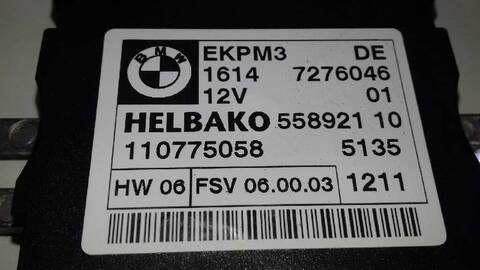 BMW
EKPM3 DE
1614 7276046
12V 01
HELBAKO 558921 10
110775058 5135
HW 06 FSV 06.00.03 1211